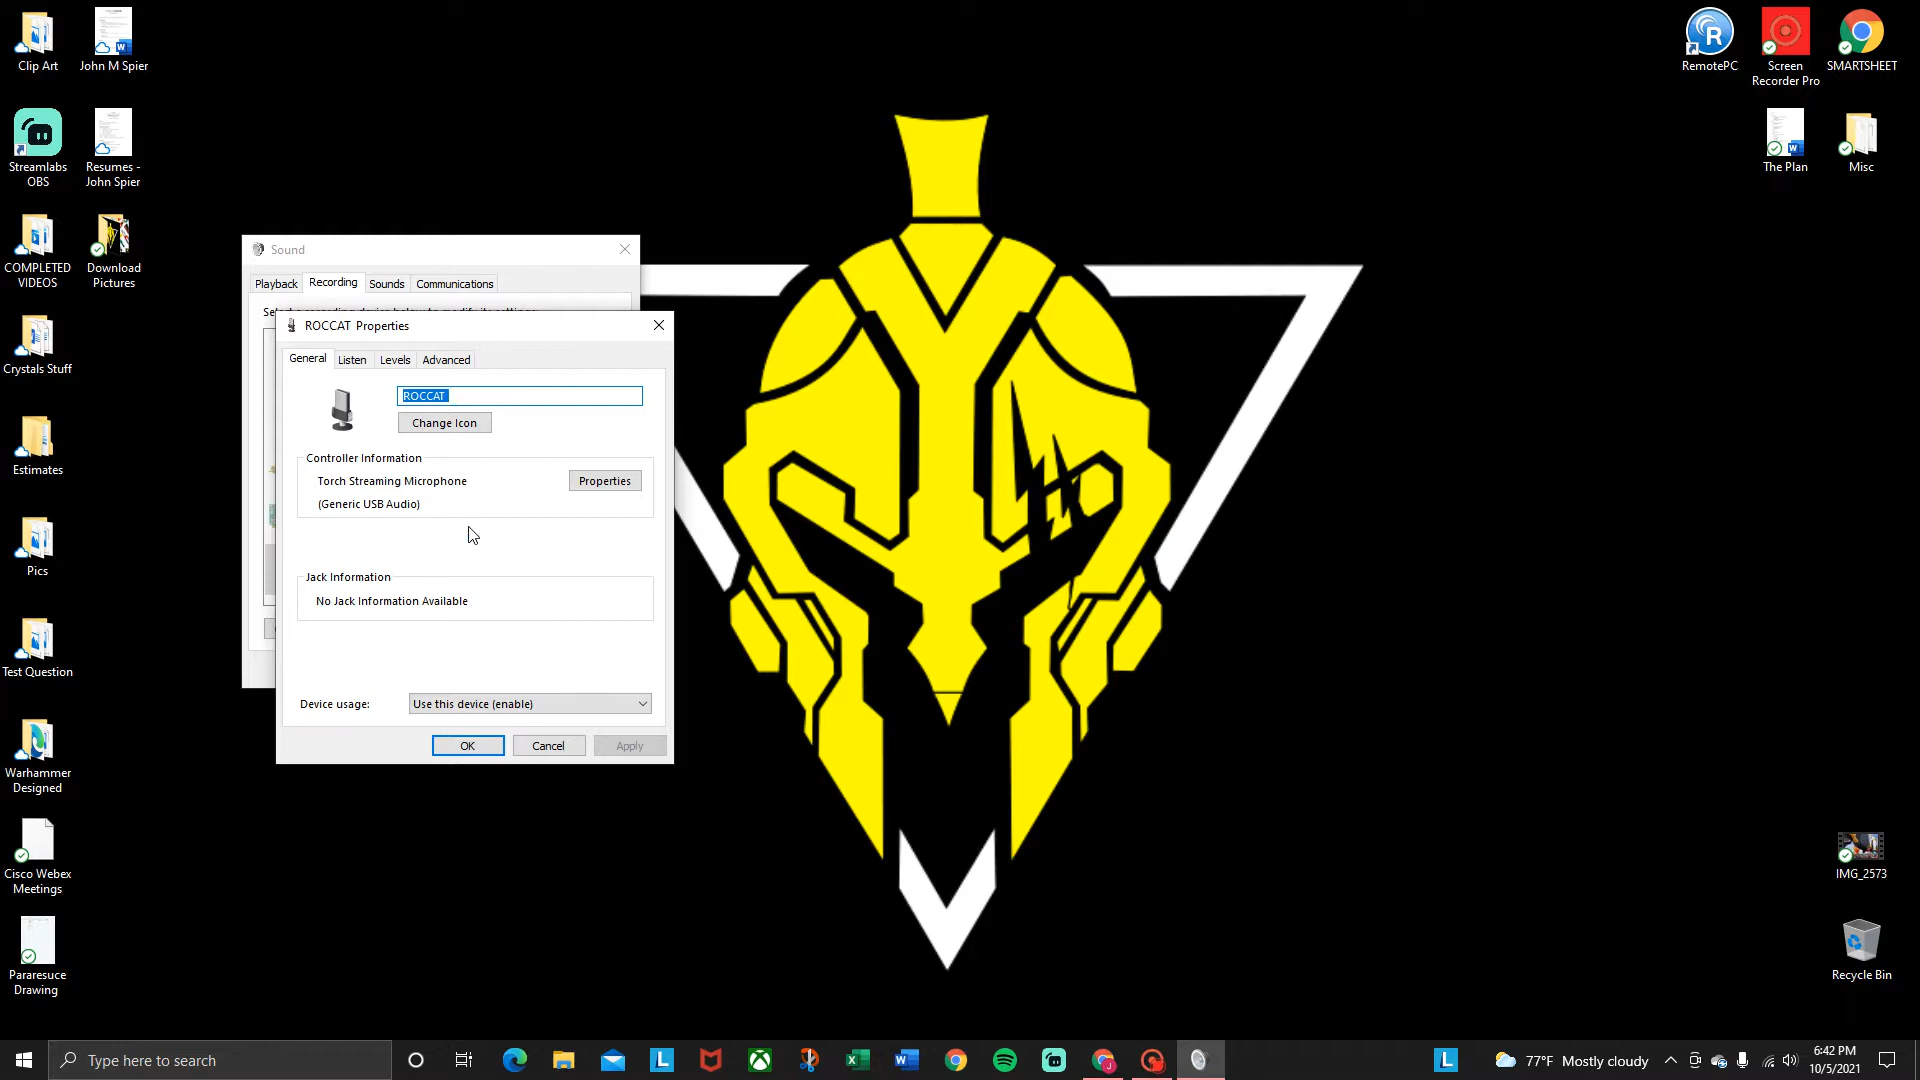 Clip Art
John M Spier
Streamlabs
OBS
Resumes -
John Spier
COMPLETED
VIDEOS
Download
Pictures
Crystals Stuff
Estimates
Pics
Test Question
Warhammer
Designed
Cisco Webex
Meetings
Pararesuce
Drawing
RemotePC
Screen
Recorder Pro
SMARTSHEET
The Plan
Misc
IMG_2573
Recycle Bin
Sound
Playback
Recording
Sounds
Communications
ROCCAT Properties
General
Listen
Levels
Advanced
ROCCAT
Change Icon
Controller Information
Torch Streaming Microphone
Properties
(Generic USB Audio)
Jack Information
No Jack Information Available
Device usage:
Use this device (enable)
OK
Cancel
Apply
Type here to search
77°F Mostly cloudy
6:42 PM
10/5/2021